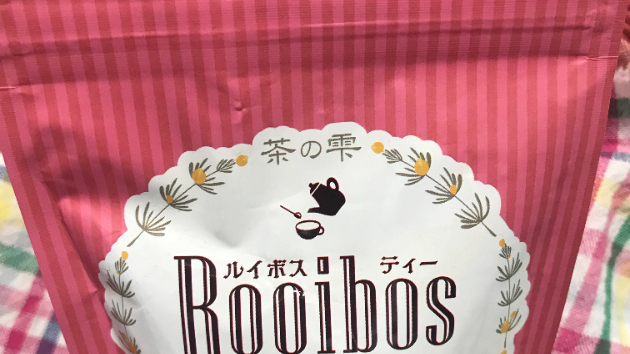 茶の雫
ルイボス ティー
Rooibos